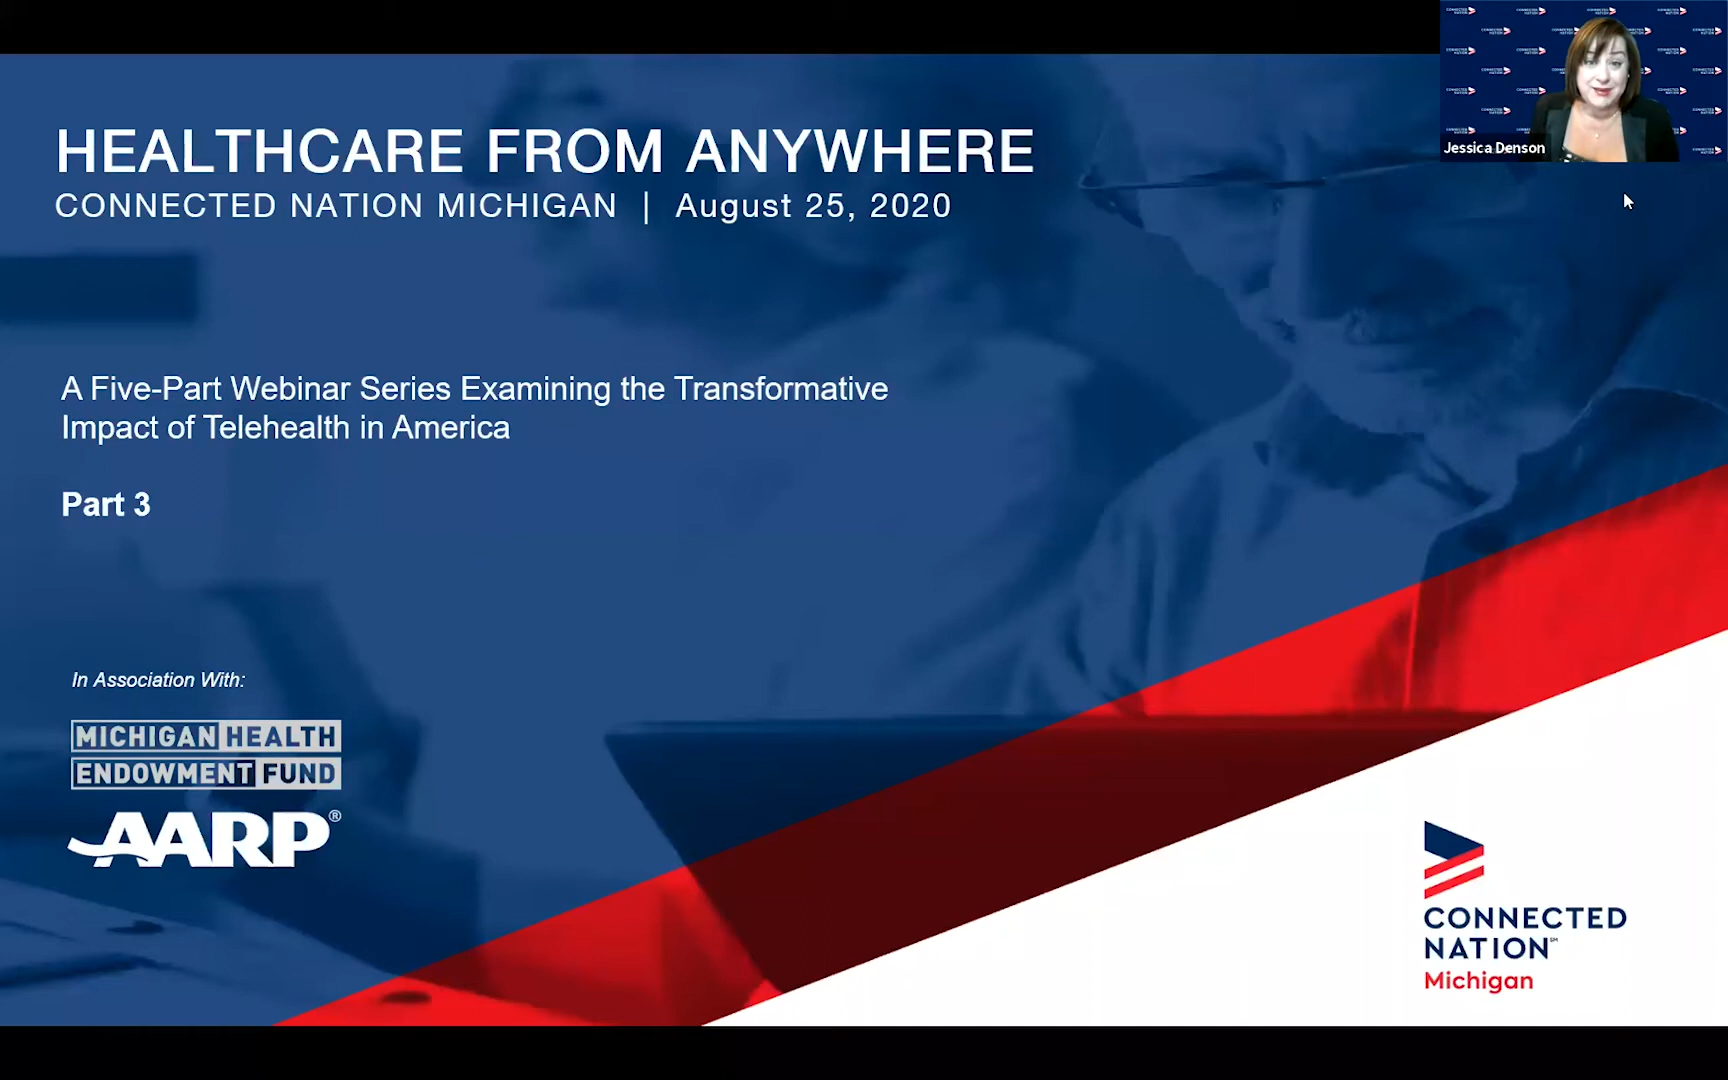 HEALTHCARE FROM ANYWHERE
CONNECTED NATION MICHIGAN | August 25, 2020
Jessica Denson
A Five-Part Webinar Series Examining the Transformative
Impact of Telehealth in America
Part 3
In Association With:
MICHIGAN HEALTH
ENDOWMENT FUND
AARP®
CONNECTED
NATION℠
Michigan